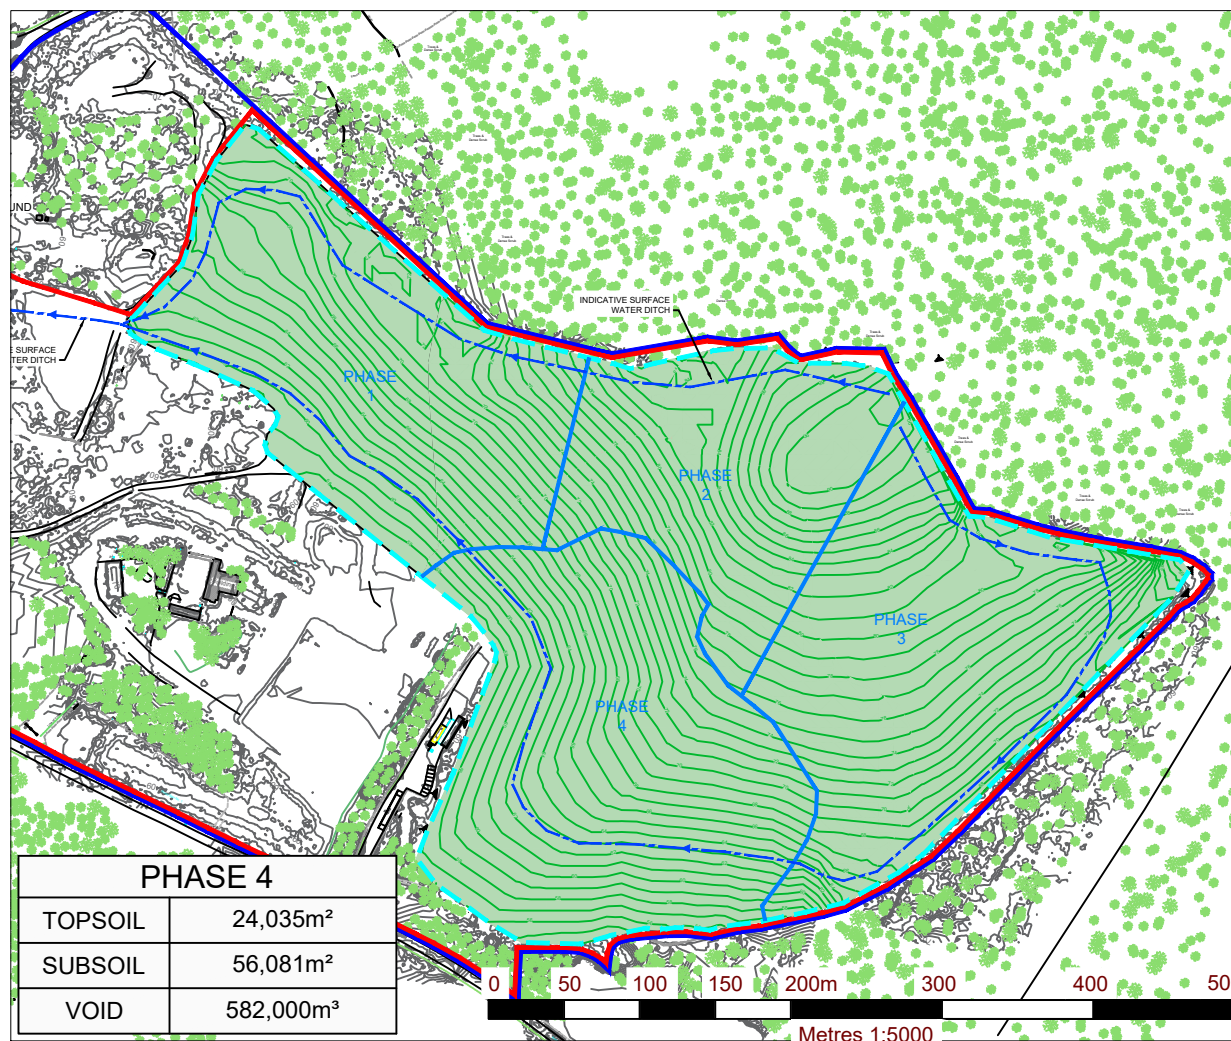 UND
INDICATIVE SURFACE
WATER DITCH
E SURFACE
TER DITCH
PHASE
1
PHASE
2
PHASE
3
PHASE
4
PHASE 4
TOPSOIL 24,035m²
SUBSOIL 56,081m²
VOID 582,000m³
0 50 100 150 200m 300 400 50
Metres 1:5000